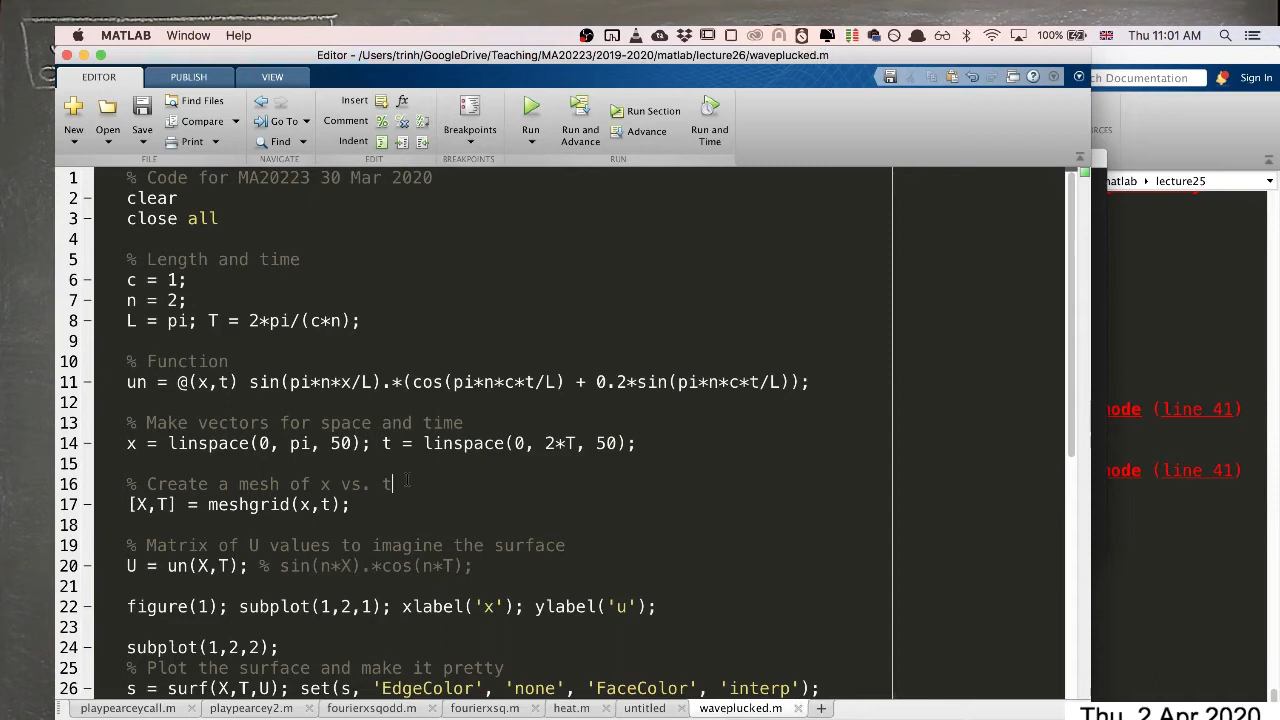 MATLAB Window Help 100% Thu 11:01 AM
Editor - /Users/trinh/GoogleDrive/Teaching/MA20223/2019-2020/matlab/lecture26/waveplucked.m
EDITOR PUBLISH VIEW
ch Documentation Sign In
New Open Save Find Files Compare Print
FILE
Go To Find
NAVIGATE
Insert fx
Comment
Indent
EDIT
Breakpoints
BREAKPOINTS
Run Run and Advance Run Section Advance Run and Time
RUN
RCES
matlab lecture25
1 % Code for MA20223 30 Mar 2020
2 clear
3 close all
4
5 % Length and time
6 c = 1;
7 n = 2;
8 L = pi; T = 2*pi/(c*n);
9
10 % Function
11 un = @(x,t) sin(pi*n*x/L).*(cos(pi*n*c*t/L) + 0.2*sin(pi*n*c*t/L));
12
13 % Make vectors for space and time
14 x = linspace(0, pi, 50); t = linspace(0, 2*T, 50);
15
16 % Create a mesh of x vs. t
17 [X,T] = meshgrid(x,t);
18
19 % Matrix of U values to imagine the surface
20 U = un(X,T); % sin(n*X).*cos(n*T);
21
22 figure(1); subplot(1,2,1); xlabel('x'); ylabel('u');
23
24 subplot(1,2,2);
25 % Plot the surface and make it pretty
26 s = surf(X,T,U); set(s, 'EdgeColor', 'none', 'FaceColor', 'interp');
node (line 41)
node (line 41)
playpearceycall.m playpearcey2.m fourierxodd.m fourierxsq.m heat.m untitled waveplucked.m
Thu, 2 Apr 2020